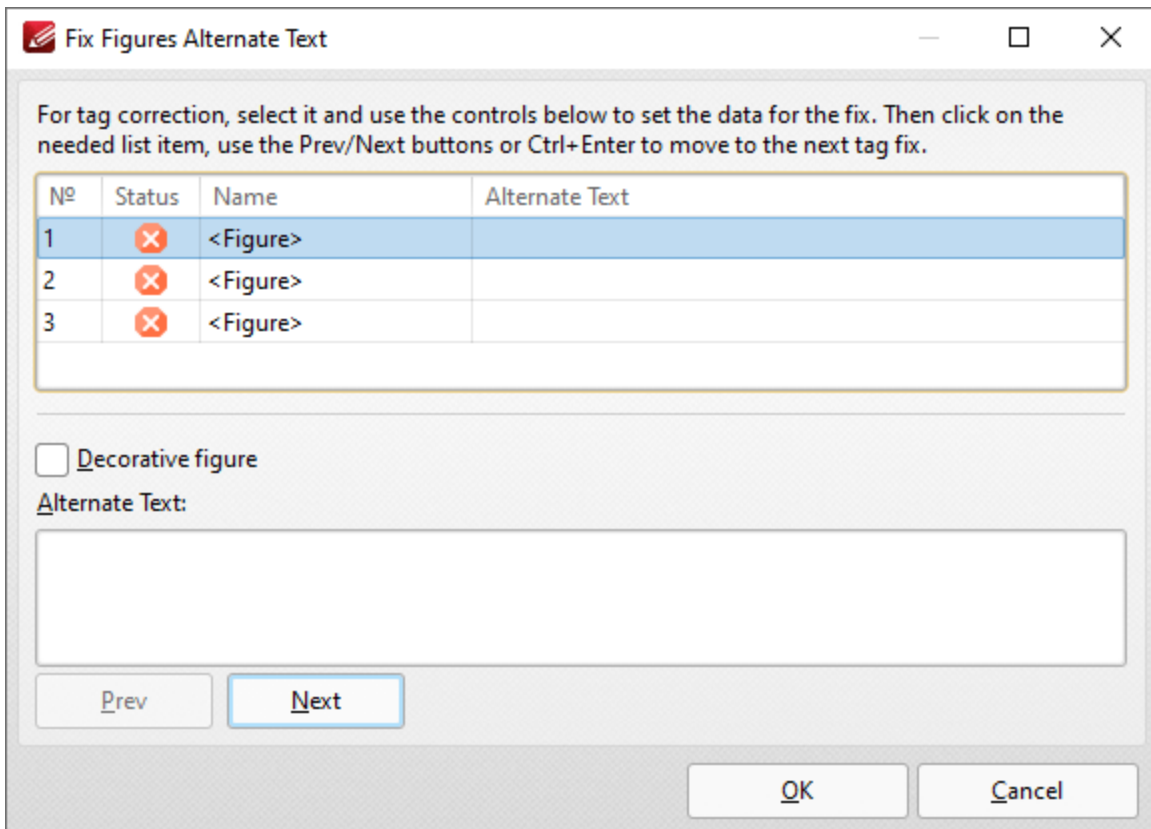 Fix Figures Alternate Text
For tag correction, select it and use the controls below to set the data for the fix. Then click on the
needed list item, use the Prev/Next buttons or Ctrl+Enter to move to the next tag fix.
Nº Status Name Alternate Text
1 <Figure>
2 <Figure>
3 <Figure>
Decorative figure
Alternate Text:
Prev Next
OK Cancel